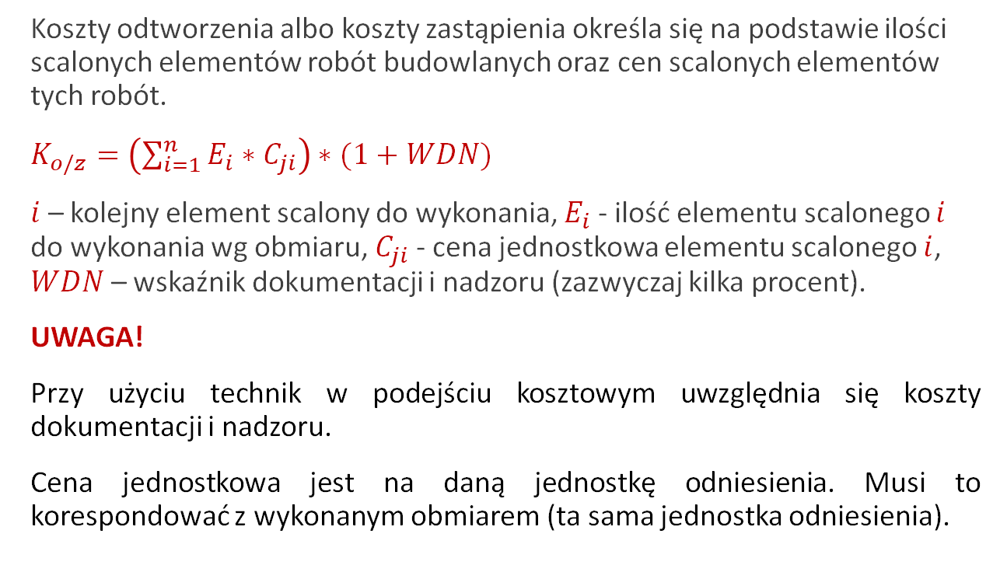 Koszty odtworzenia albo koszty zastąpienia określa się na podstawie ilości
scalonych elementów robót budowlanych oraz cen scalonych elementów
tych robót.
K_{o/z} = (∑_{i=1}^{n} E_i * C_{ji}) * (1 + WDN)
i – kolejny element scalony do wykonania, E_i - ilość elementu scalonego i
do wykonania wg obmiaru, C_{ji} - cena jednostkowa elementu scalonego i,
WDN – wskaźnik dokumentacji i nadzoru (zazwyczaj kilka procent).
UWAGA!
Przy użyciu technik w podejściu kosztowym uwzględnia się koszty
dokumentacji i nadzoru.
Cena jednostkowa jest na daną jednostkę odniesienia. Musi to
korespondować z wykonanym obmiarem (ta sama jednostka odniesienia).